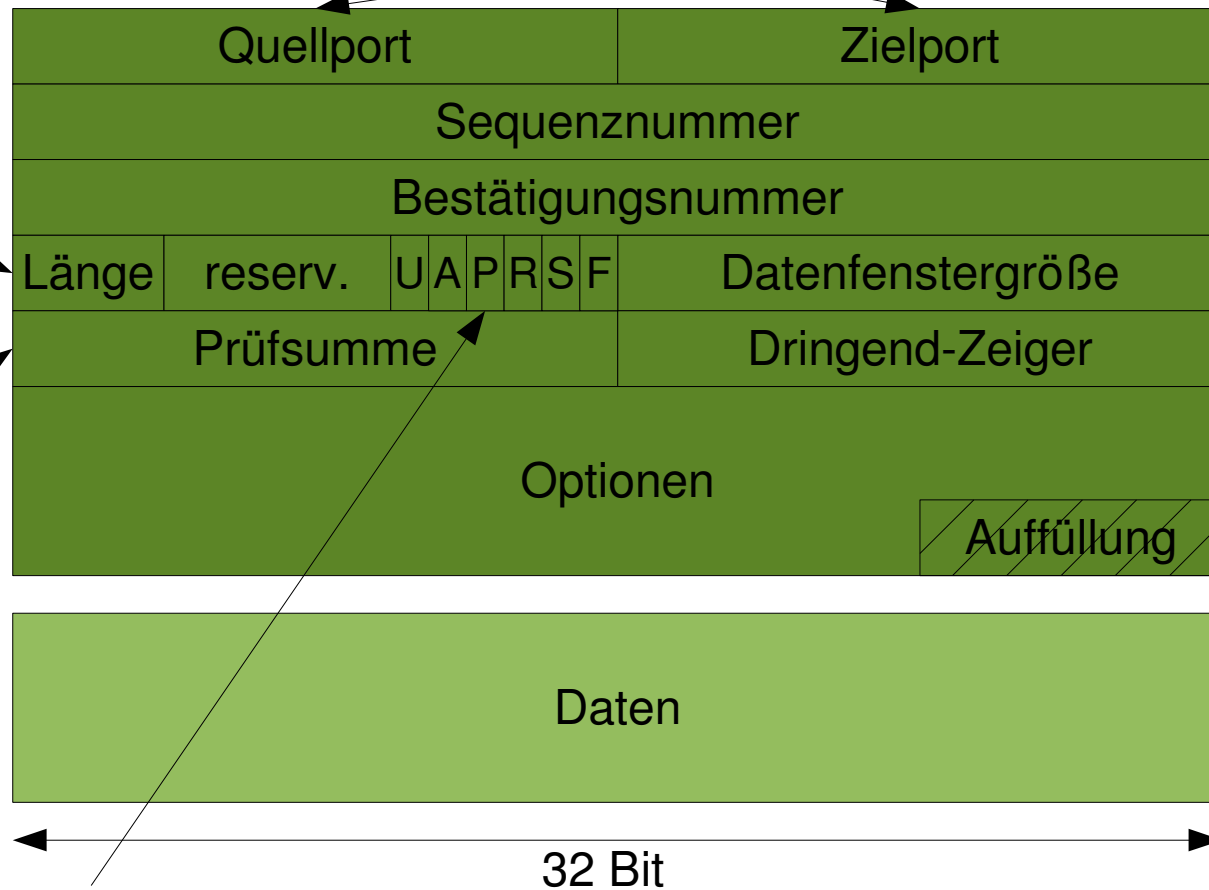 Quellport Zielport
Sequenznummer
Bestätigungsnummer
Länge reserv. U A P R S F Datenfenstergröße
Prüfsumme Dringend-Zeiger
Optionen
Auffüllung
Daten
32 Bit